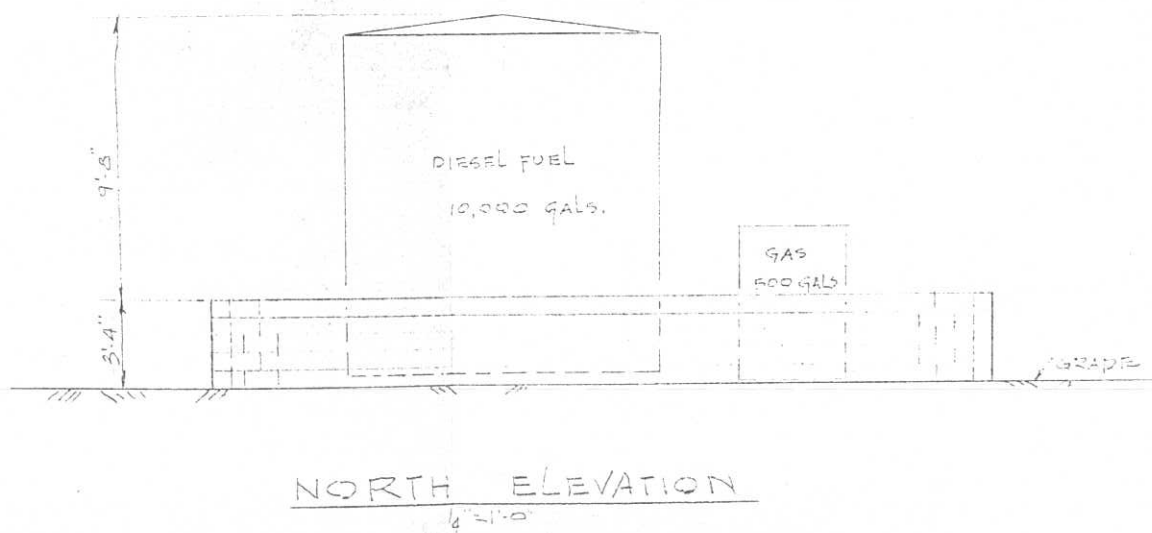 9'-8"
DIESEL FUEL
10,000 GALS.
GAS
500 GALS
3'-4"
GRADE
NORTH ELEVATION
1/4"=1'-0"